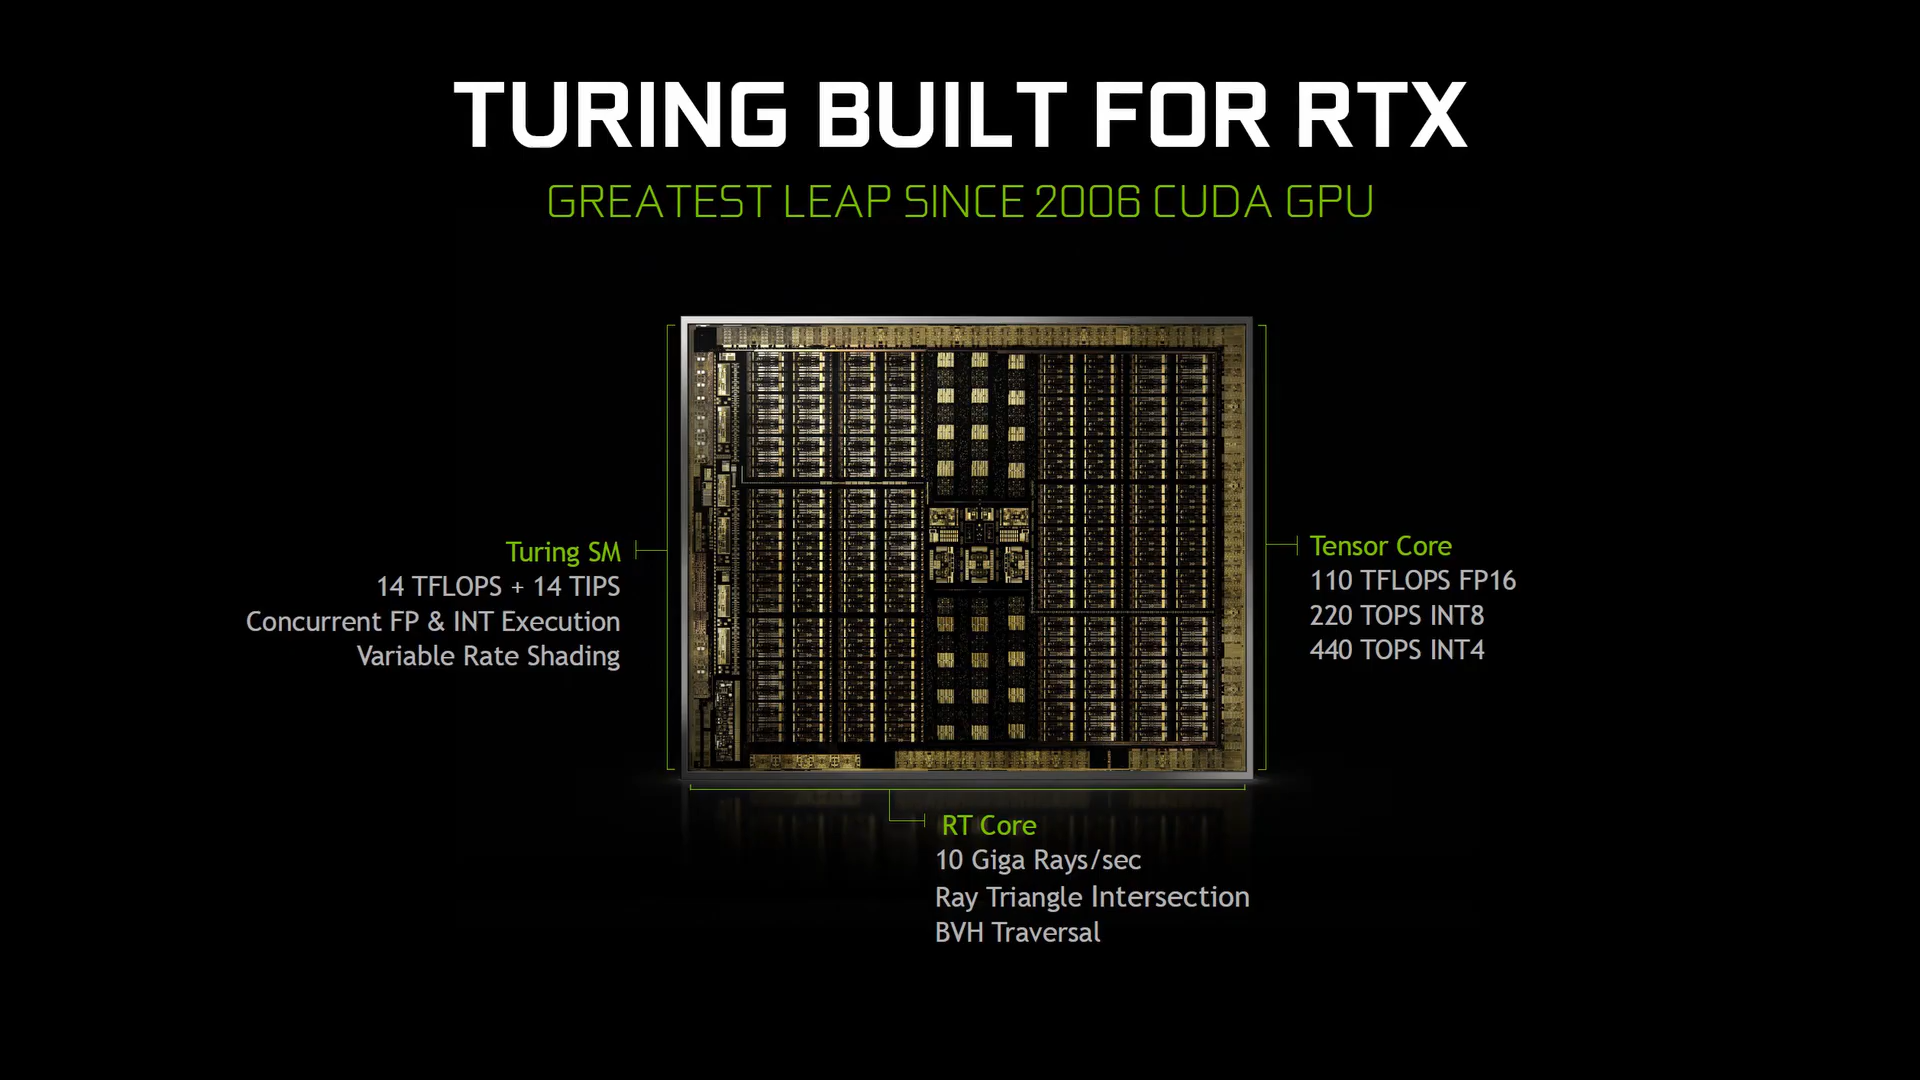 TURING BUILT FOR RTX
GREATEST LEAP SINCE 2006 CUDA GPU
Turing SM
14 TFLOPS + 14 TIPS
Concurrent FP & INT Execution
Variable Rate Shading
Tensor Core
110 TFLOPS FP16
220 TOPS INT8
440 TOPS INT4
RT Core
10 Giga Rays/sec
Ray Triangle Intersection
BVH Traversal